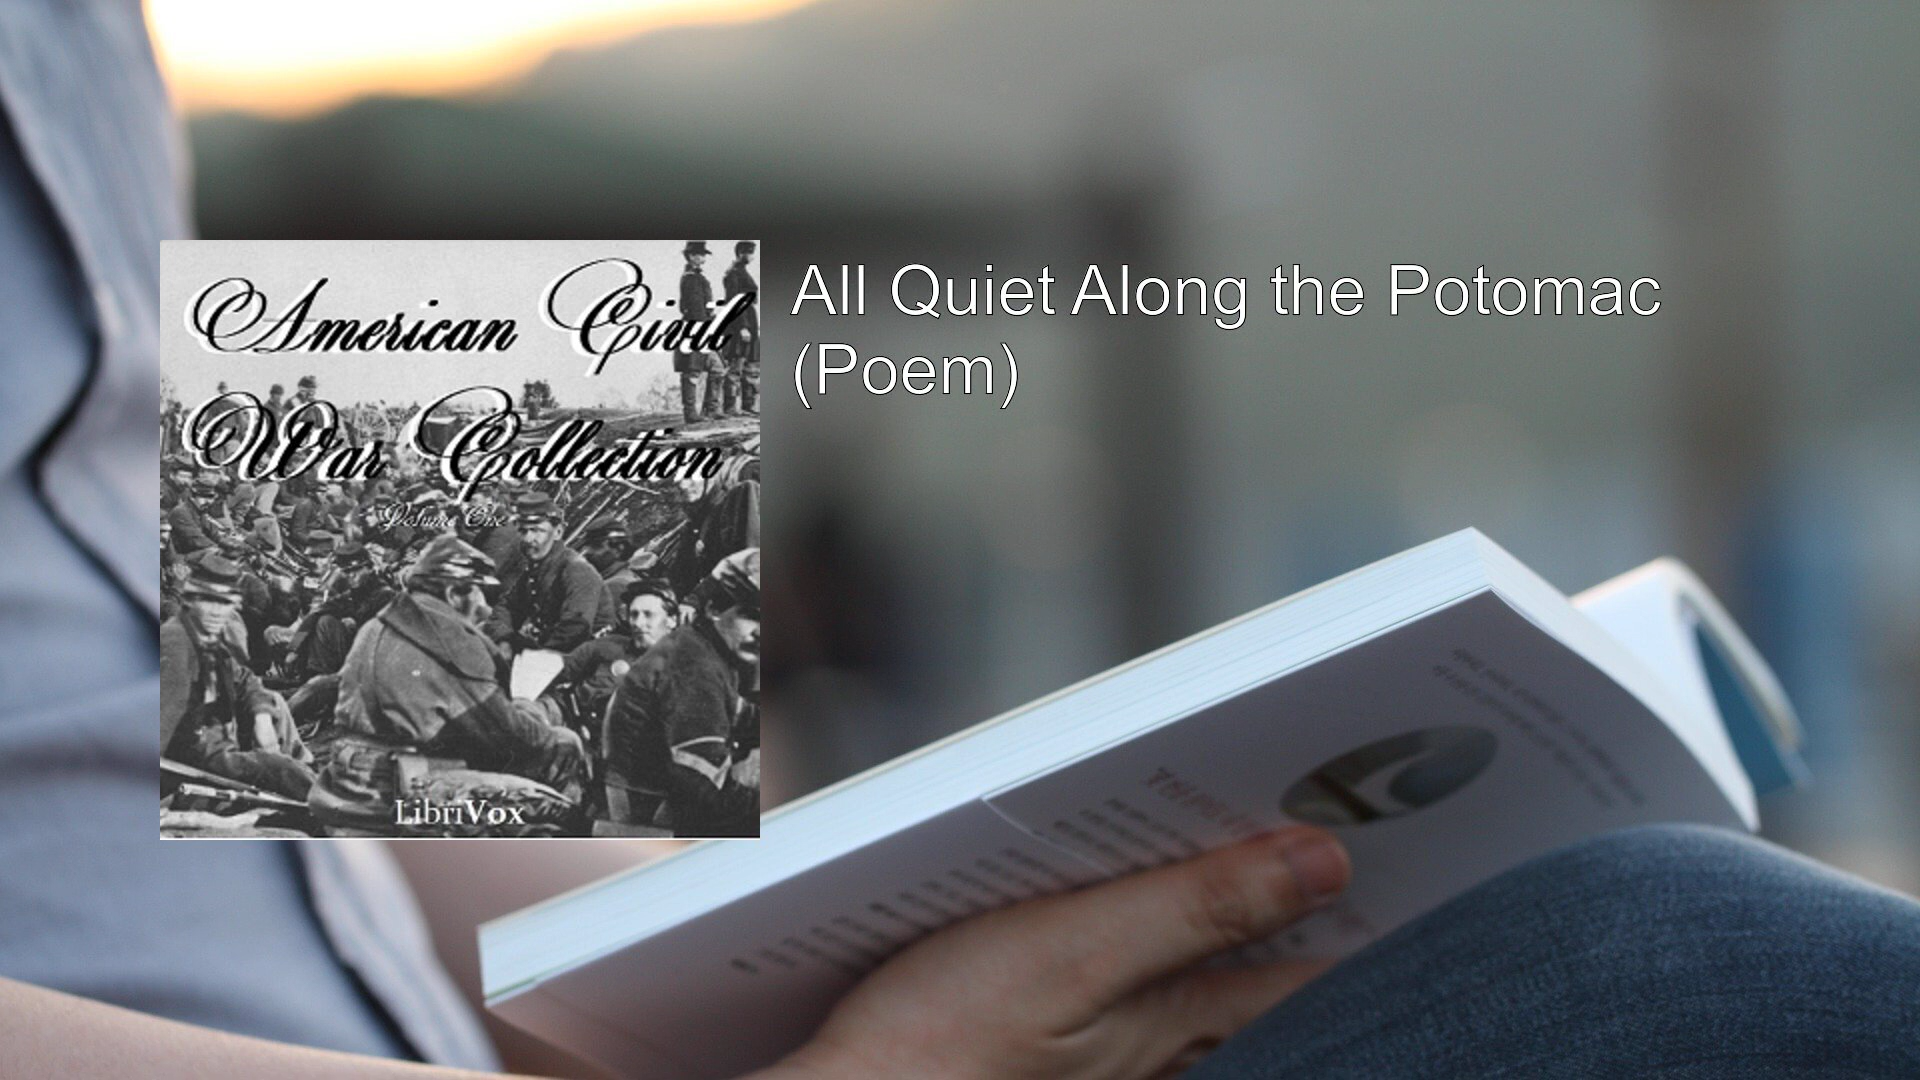 American Civil
War Collection
Volume One
LibriVox
All Quiet Along the Potomac
(Poem)